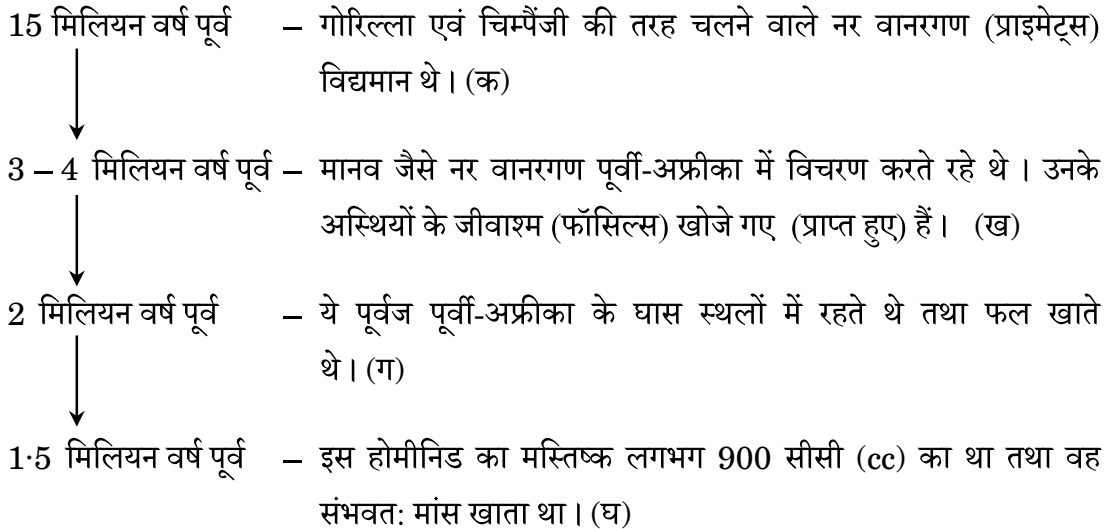 15 मिलियन वर्ष पूर्व – गोरिल्ला एवं चिम्पैंजी की तरह चलने वाले नर वानरगण (प्राइमेट्स)
विद्यमान थे । (क)
3 – 4 मिलियन वर्ष पूर्व – मानव जैसे नर वानरगण पूर्वी-अफ्रीका में विचरण करते रहे थे । उनके
अस्थियों के जीवाश्म (फॉसिल्स) खोजे गए (प्राप्त हुए) हैं । (ख)
2 मिलियन वर्ष पूर्व – ये पूर्वज पूर्वी-अफ्रीका के घास स्थलों में रहते थे तथा फल खाते
थे । (ग)
1·5 मिलियन वर्ष पूर्व – इस होमीनिड का मस्तिष्क लगभग 900 सीसी (cc) का था तथा वह
संभवत: मांस खाता था । (घ)